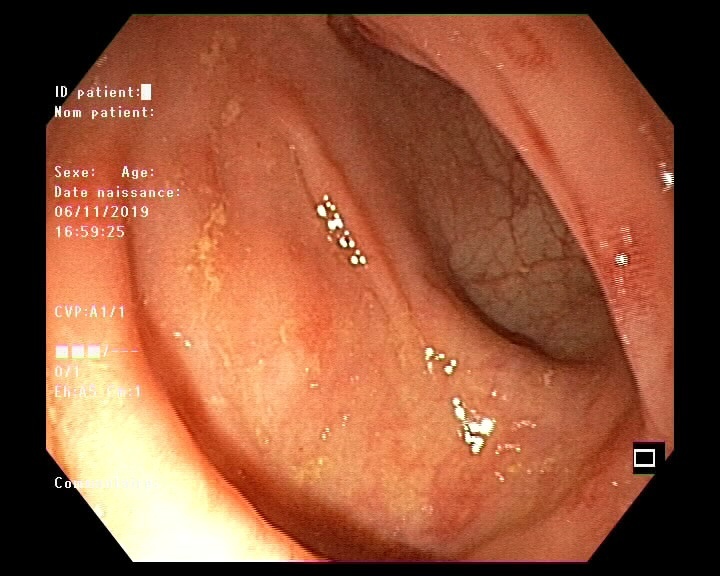 ID patient:
Nom patient:
Sexe: Age:
Date naissance:
06/11/2019
16:59:25
CVP:A1/1
0/1